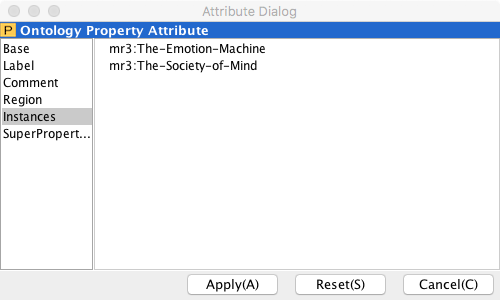 Attribute Dialog
P Ontology Property Attribute
Base
Label
Comment
Region
Instances
SuperPropert...
mr3:The-Emotion-Machine
mr3:The-Society-of-Mind
Apply(A)
Reset(S)
Cancel(C)